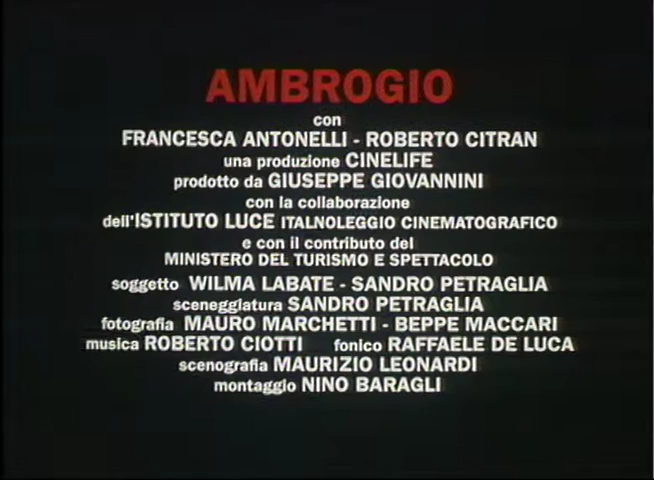 AMBROGIO
con
FRANCESCA ANTONELLI - ROBERTO CITRAN
una produzione CINELIFE
prodotto da GIUSEPPE GIOVANNINI
con la collaborazione
dell'ISTITUTO LUCE ITALNOLEGGIO CINEMATOGRAFICO
e con il contributo del
MINISTERO DEL TURISMO E SPETTACOLO
soggetto WILMA LABATE - SANDRO PETRAGLIA
sceneggiatura SANDRO PETRAGLIA
fotografia MAURO MARCHETTI - BEPPE MACCARI
musica ROBERTO CIOTTI fonico RAFFAELE DE LUCA
scenografia MAURIZIO LEONARDI
montaggio NINO BARAGLI